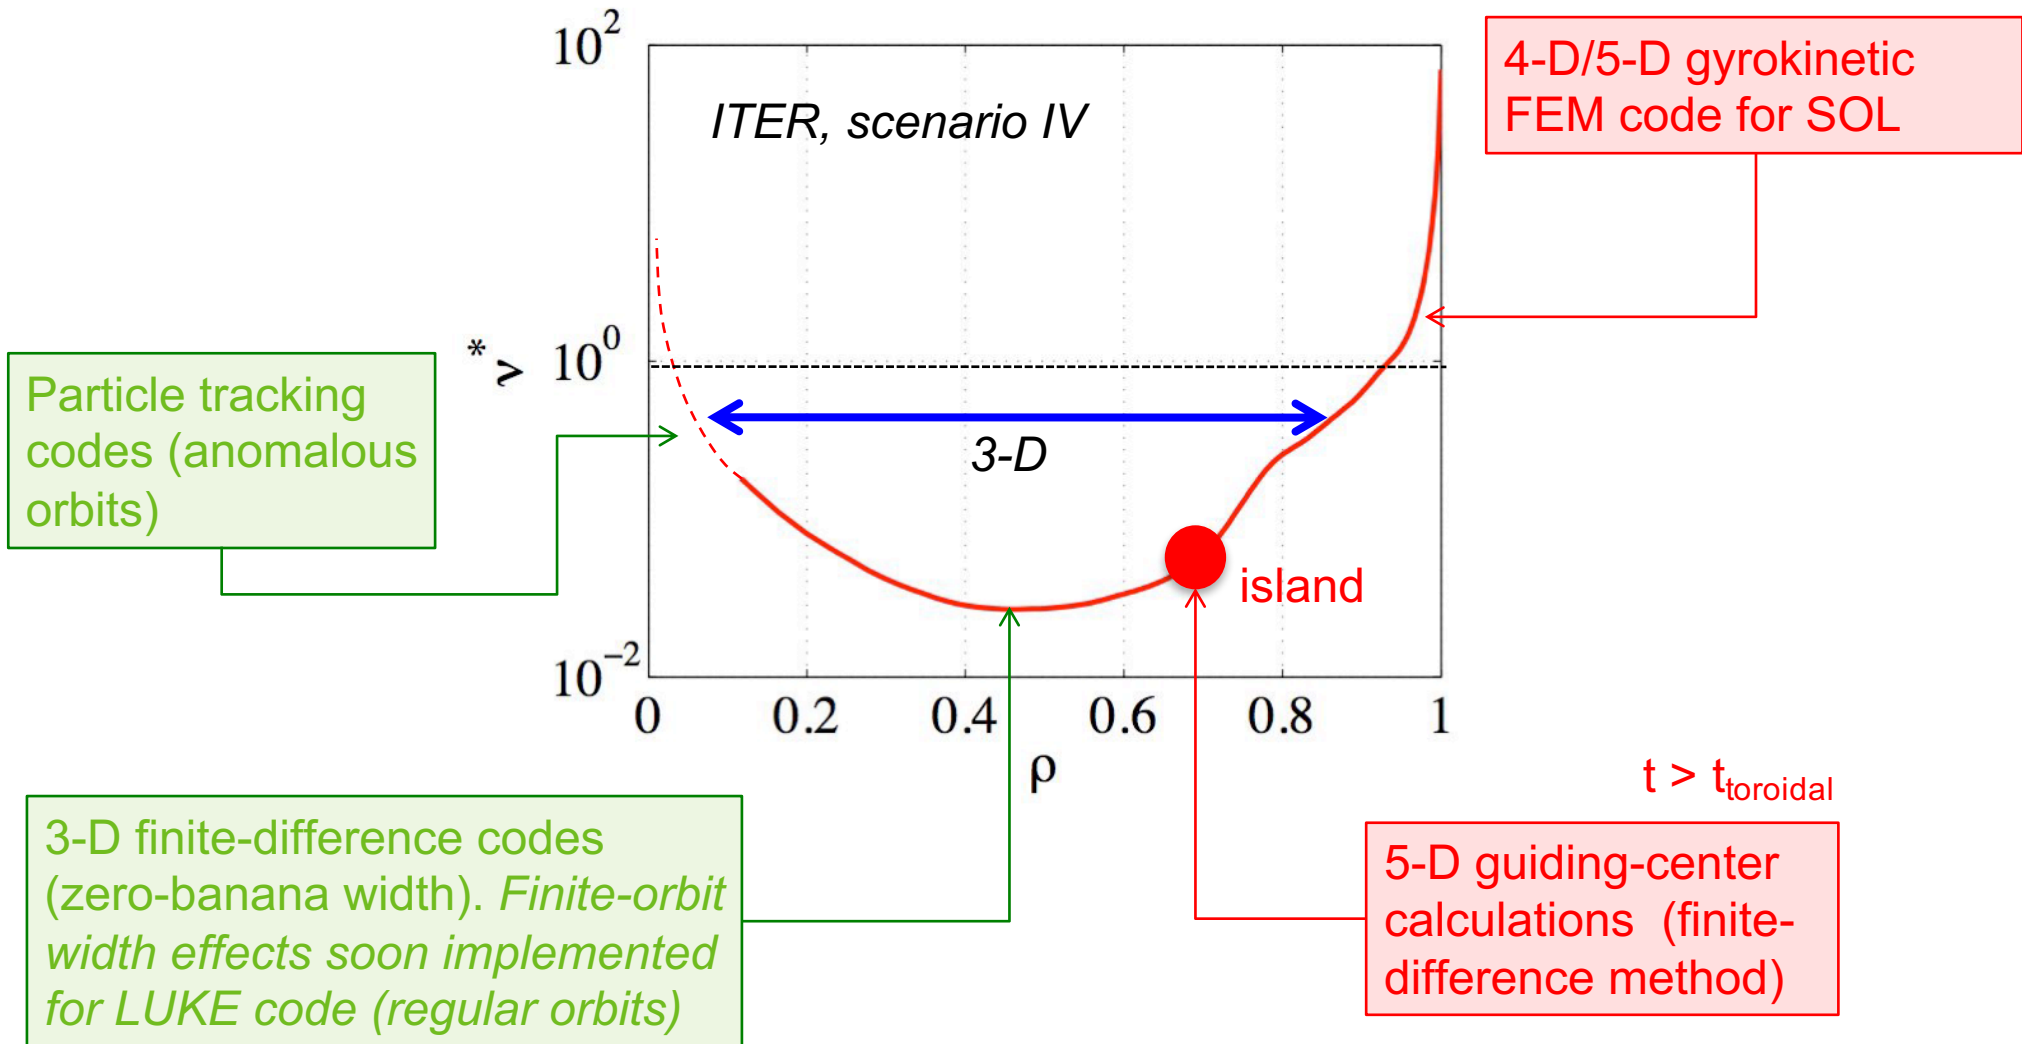 10^2
ITER, scenario IV
4-D/5-D gyrokinetic
FEM code for SOL
ν*
10^0
Particle tracking
codes (anomalous
orbits)
3-D
island
10^-2
0 0.2 0.4 0.6 0.8 1
ρ
t > t_toroidal
3-D finite-difference codes
(zero-banana width). Finite-orbit
width effects soon implemented
for LUKE code (regular orbits)
5-D guiding-center
calculations (finite-
difference method)